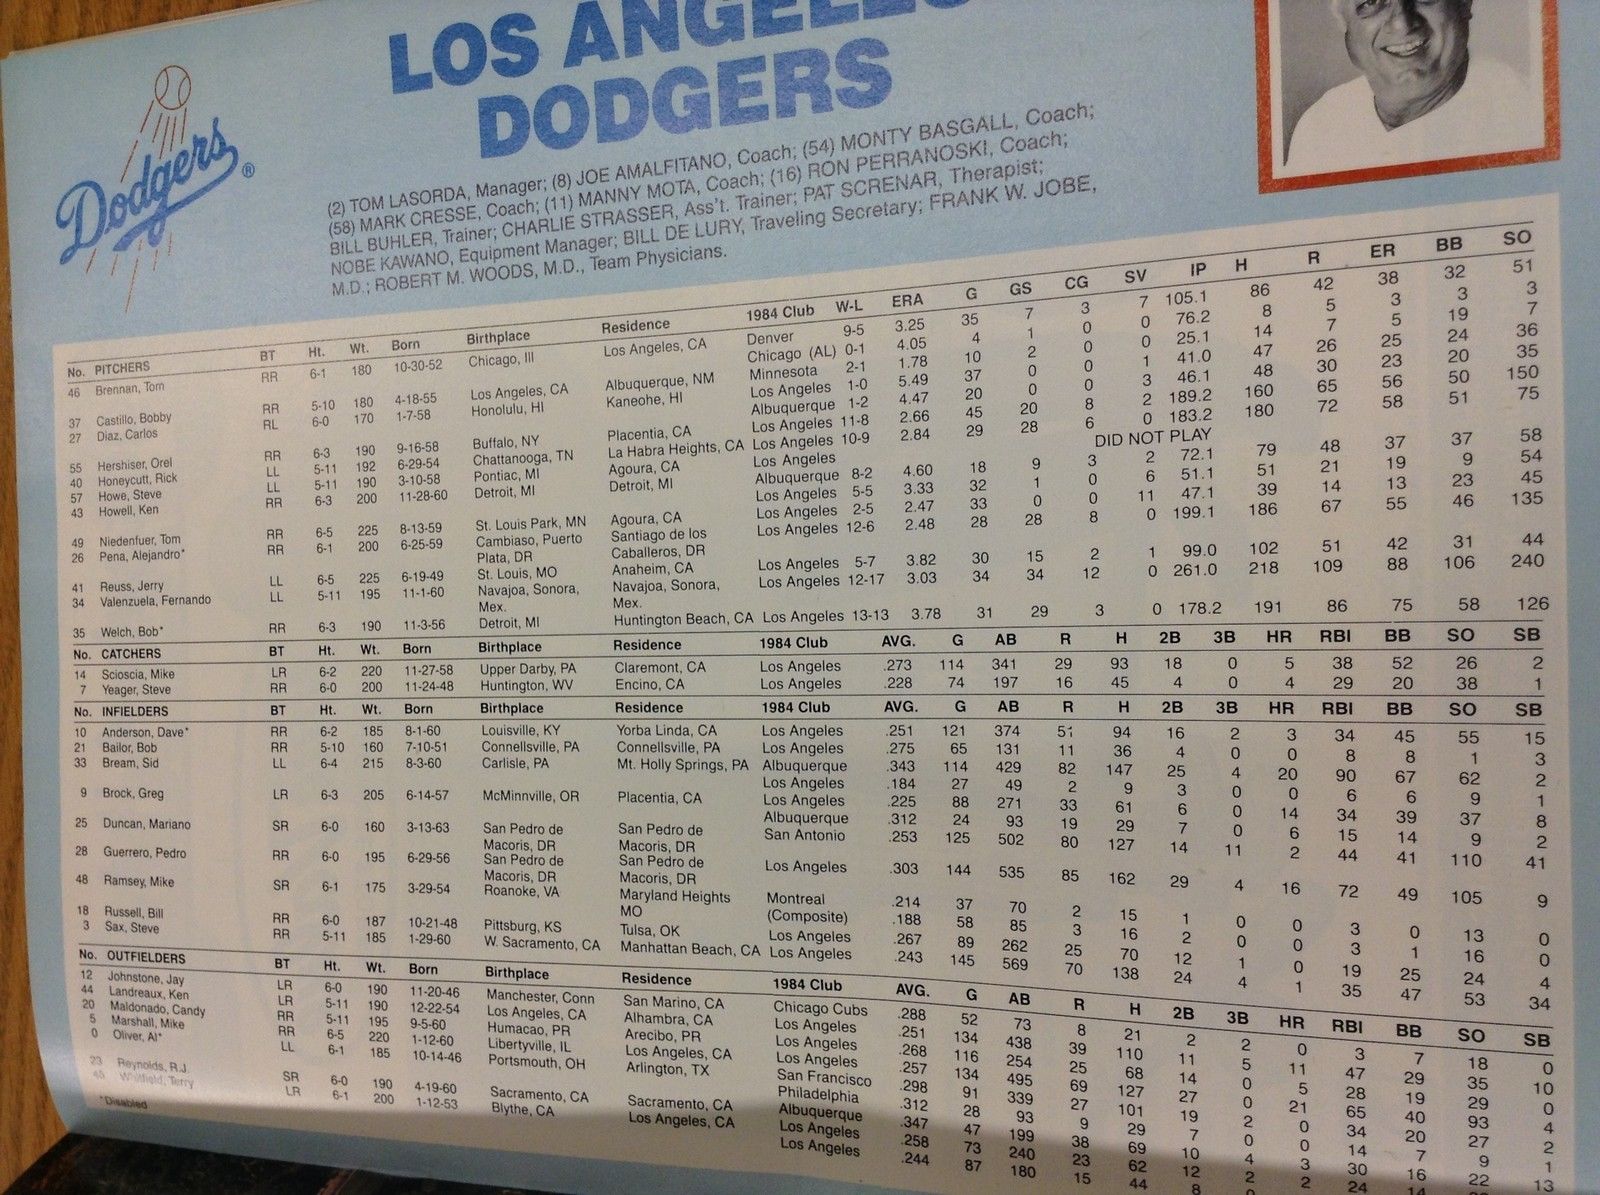 LOS ANGELES
DODGERS
Dodgers ®
(2) TOM LASORDA, Manager; (8) JOE AMALFITANO, Coach; (54) MONTY BASGALL, Coach;
(58) MARK CRESSE, Coach; (11) MANNY MOTA, Coach; (16) RON PERRANOSKI, Coach;
BILL BUHLER, Trainer; CHARLIE STRASSER, Ass't. Trainer; PAT SCRENAR, Therapist;
NOBE KAWANO, Equipment Manager; BILL DE LURY, Traveling Secretary; FRANK W. JOBE,
M.D.; ROBERT M. WOODS, M.D., Team Physicians.
No. PITCHERS BT Ht. Wt. Born Birthplace Residence 1984 Club W-L ERA G GS CG SV IP H R ER BB SO
46 Brennan, Tom RR 6-1 180 10-30-52 Chicago, Ill Los Angeles, CA Denver 9-5 3.25 35 7 3 7 105.1 86 42 38 32 51
Chicago (AL) 0-1 4.05 4 1 0 0 76.2 8 5 3 3 3
37 Castillo, Bobby RR 5-10 180 4-18-55 Los Angeles, CA Albuquerque, NM Minnesota 2-1 1.78 10 2 0 0 25.1 14 7 5 19 7
27 Diaz, Carlos RL 6-0 170 1-7-58 Honolulu, HI Kaneohe, HI Los Angeles 1-0 5.49 37 0 0 1 41.0 47 26 25 24 36
Albuquerque 1-2 4.47 20 0 0 3 46.1 48 30 23 20 35
55 Hershiser, Orel RR 6-3 190 9-16-58 Buffalo, NY Placentia, CA Los Angeles 11-8 2.66 45 20 8 2 189.2 160 65 56 50 150
40 Honeycutt, Rick LL 5-11 192 6-29-54 Chattanooga, TN La Habra Heights, CA Los Angeles 10-9 2.84 29 28 6 0 183.2 180 72 58 51 75
57 Howe, Steve LL 5-11 190 3-10-58 Pontiac, MI Agoura, CA Los Angeles DID NOT PLAY
43 Howell, Ken RR 6-3 200 11-28-60 Detroit, MI Detroit, MI Albuquerque 8-2 4.60 18 9 3 2 72.1 79 48 37 37 58
Los Angeles 5-5 3.33 32 1 0 6 51.1 51 21 19 9 54
49 Niedenfuer, Tom RR 6-5 225 8-13-59 St. Louis Park, MN Agoura, CA Los Angeles 2-5 2.47 33 0 0 11 47.1 39 14 13 23 45
26 Pena, Alejandro* RR 6-1 200 6-25-59 Cambiaso, Puerto Santiago de los Los Angeles 12-6 2.48 28 28 8 0 199.1 186 67 55 46 135
Plata, DR Caballeros, DR
41 Reuss, Jerry LL 6-5 225 6-19-49 St. Louis, MO Anaheim, CA Los Angeles 5-7 3.82 30 15 2 1 99.0 102 51 42 31 44
34 Valenzuela, Fernando LL 5-11 195 11-1-60 Navajoa, Sonora, Navajoa, Sonora, Los Angeles 12-17 3.03 34 34 12 0 261.0 218 109 88 106 240
Mex. Mex.
35 Welch, Bob* RR 6-3 190 11-3-56 Detroit, MI Huntington Beach, CA Los Angeles 13-13 3.78 31 29 3 0 178.2 191 86 75 58 126
No. CATCHERS BT Ht. Wt. Born Birthplace Residence 1984 Club AVG. G AB R H 2B 3B HR RBI BB SO SB
14 Scioscia, Mike LR 6-2 220 11-27-58 Upper Darby, PA Claremont, CA Los Angeles .273 114 341 29 93 18 0 5 38 52 26 2
7 Yeager, Steve RR 6-0 200 11-24-48 Huntington, WV Encino, CA Los Angeles .228 74 197 16 45 4 0 4 29 20 38 1
No. INFIELDERS BT Ht. Wt. Born Birthplace Residence 1984 Club AVG. G AB R H 2B 3B HR RBI BB SO SB
10 Anderson, Dave* RR 6-2 185 8-1-60 Louisville, KY Yorba Linda, CA Los Angeles .251 121 374 51 94 16 2 3 34 45 55 15
21 Bailor, Bob RR 5-10 160 7-10-51 Connellsville, PA Connellsville, PA Los Angeles .275 65 131 11 36 4 0 0 8 8 1 3
33 Bream, Sid LL 6-4 215 8-3-60 Carlisle, PA Mt. Holly Springs, PA Albuquerque .343 114 429 82 147 25 4 20 90 67 62 2
Los Angeles .184 27 49 2 9 3 0 0 6 6 9 1
9 Brock, Greg LR 6-3 205 6-14-57 McMinnville, OR Placentia, CA Los Angeles .225 88 271 33 61 6 0 14 34 39 37 8
Albuquerque .312 24 93 19 29 7 0 6 15 14 9 2
25 Duncan, Mariano SR 6-0 160 3-13-63 San Pedro de San Pedro de San Antonio .253 125 502 80 127 14 11 2 44 41 110 41
Macoris, DR Macoris, DR
28 Guerrero, Pedro RR 6-0 195 6-29-56 San Pedro de San Pedro de Los Angeles .303 144 535 85 162 29 4 16 72 49 105 9
Macoris, DR Macoris, DR
48 Ramsey, Mike SR 6-1 175 3-29-54 Roanoke, VA Maryland Heights Montreal .214 37 70 2 15 1 0 0 3 0 13 0
MO (Composite) .188 58 85 3 16 2 0 0 3 1 16 0
18 Russell, Bill RR 6-0 187 10-21-48 Pittsburg, KS Tulsa, OK Los Angeles .267 89 262 25 70 12 1 0 19 25 24 4
3 Sax, Steve RR 5-11 185 1-29-60 W. Sacramento, CA Manhattan Beach, CA Los Angeles .243 145 569 70 138 24 4 1 35 47 53 34
No. OUTFIELDERS BT Ht. Wt. Born Birthplace Residence 1984 Club AVG. G AB R H 2B 3B HR RBI BB SO SB
12 Johnstone, Jay LR 6-0 190 11-20-46 Manchester, Conn San Marino, CA Chicago Cubs .288 52 73 8 21 2 2 0 3 7 18 0
44 Landreaux, Ken LR 5-11 190 12-22-54 Los Angeles, CA Alhambra, CA Los Angeles .251 134 438 39 110 11 5 11 47 29 35 10
20 Maldonado, Candy RR 5-11 195 9-5-60 Humacao, PR Arecibo, PR Los Angeles .268 116 254 25 68 14 0 5 28 19 29 0
5 Marshall, Mike RR 6-5 220 1-12-60 Libertyville, IL Los Angeles, CA Los Angeles .257 134 495 69 127 27 0 21 65 40 93 4
0 Oliver, Al* LL 6-1 185 10-14-46 Portsmouth, OH Arlington, TX San Francisco .298 91 339 27 101 19 2 0 34 20 27 2
Philadelphia .312 28 93 9 29 7 0 0 14 7 9 1
23 Reynolds, R.J. SR 6-0 190 4-19-60 Sacramento, CA Sacramento, CA Albuquerque .347 47 199 38 69 10 4 3 30 16 22 13
Los Angeles .258 73 240 23 62 12 2 2 24 14
Whitfield, Terry LR 6-1 200 1-12-53 Blythe, CA Los Angeles, CA Los Angeles .244 87 180 15 44 8
*Disabled